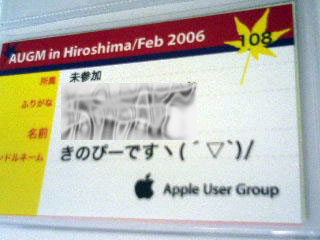 AUGM in Hiroshima/Feb 2006
108
所属 未参加
ふりがな
名前
ンドルネーム きのぴーですヽ(´▽`)/
Apple User Group